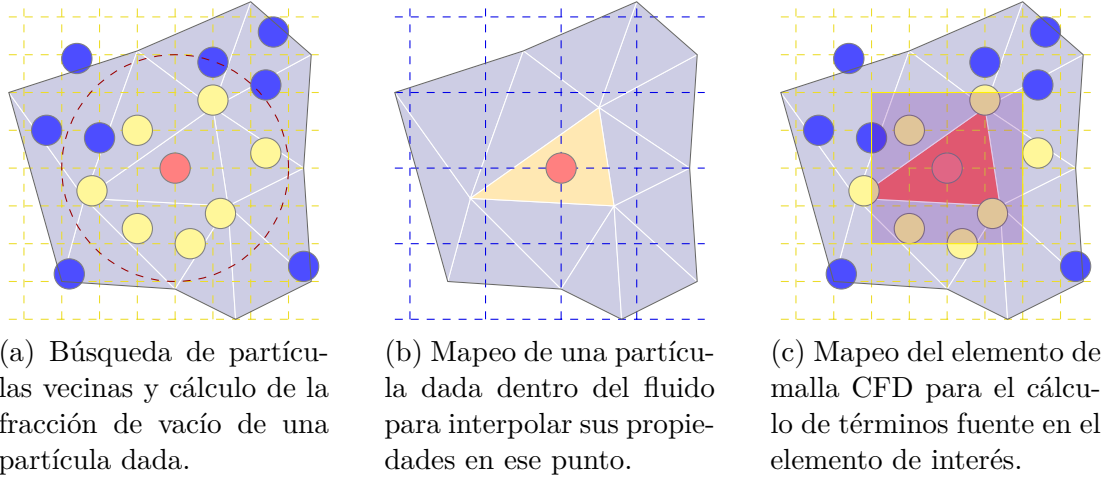 (a) Búsqueda de partícu-
las vecinas y cálculo de la
fracción de vacío de una
partícula dada.
(b) Mapeo de una partícu-
la dada dentro del fluido
para interpolar sus propie-
dades en ese punto.
(c) Mapeo del elemento de
malla CFD para el cálcu-
lo de términos fuente en el
elemento de interés.